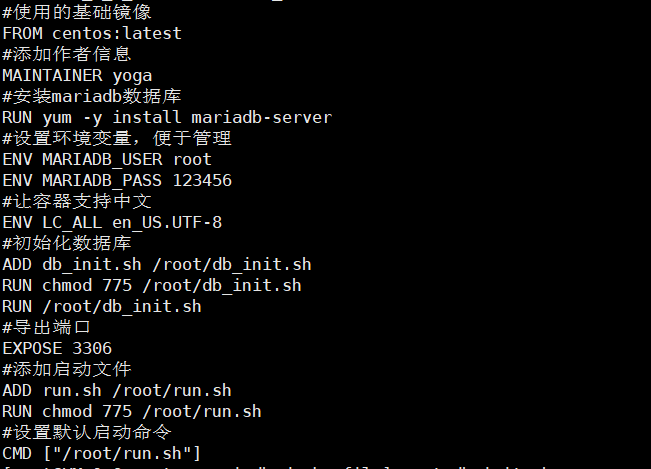 #使用的基础镜像
FROM centos:latest
#添加作者信息
MAINTAINER yoga
#安装mariadb数据库
RUN yum -y install mariadb-server
#设置环境变量，便于管理
ENV MARIADB_USER root
ENV MARIADB_PASS 123456
#让容器支持中文
ENV LC_ALL en_US.UTF-8
#初始化数据库
ADD db_init.sh /root/db_init.sh
RUN chmod 775 /root/db_init.sh
RUN /root/db_init.sh
#导出端口
EXPOSE 3306
#添加启动文件
ADD run.sh /root/run.sh
RUN chmod 775 /root/run.sh
#设置默认启动命令
CMD ["/root/run.sh"]